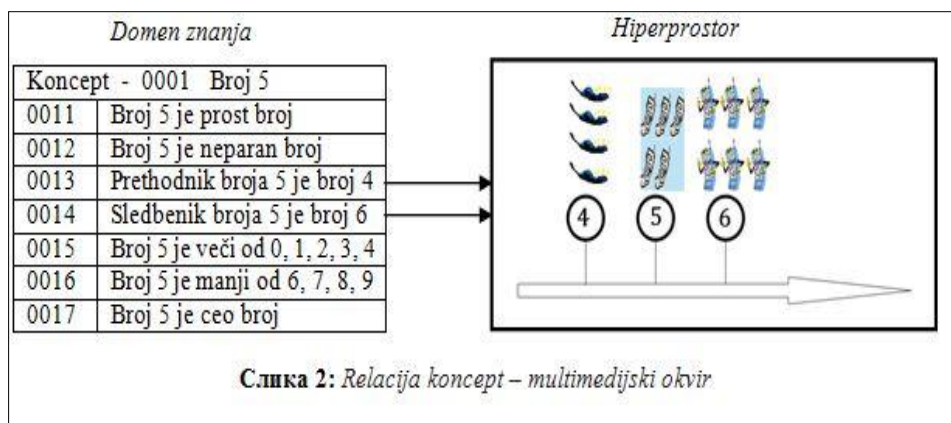 Domen znanja
Hiperprostor
Koncept - 0001 Broj 5
0011 Broj 5 je prost broj
0012 Broj 5 je neparan broj
0013 Prethodnik broja 5 je broj 4
0014 Sledbenik broja 5 je broj 6
0015 Broj 5 je veči od 0, 1, 2, 3, 4
0016 Broj 5 je manji od 6, 7, 8, 9
0017 Broj 5 je ceo broj
4 5 6
Слика 2: Relacija koncept – multimedijski okvir